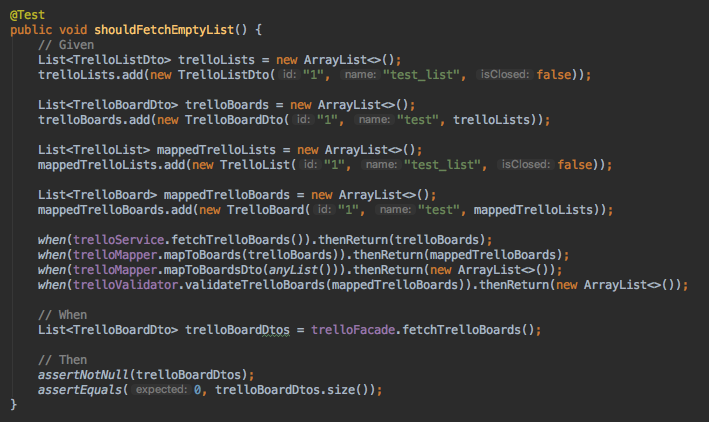 @Test
public void shouldFetchEmptyList() {
// Given
List<TrelloListDto> trelloLists = new ArrayList<>();
trelloLists.add(new TrelloListDto( id: "1", name: "test_list", isClosed: false));
List<TrelloBoardDto> trelloBoards = new ArrayList<>();
trelloBoards.add(new TrelloBoardDto( id: "1", name: "test", trelloLists));
List<TrelloList> mappedTrelloLists = new ArrayList<>();
mappedTrelloLists.add(new TrelloList( id: "1", name: "test_list", isClosed: false));
List<TrelloBoard> mappedTrelloBoards = new ArrayList<>();
mappedTrelloBoards.add(new TrelloBoard( id: "1", name: "test", mappedTrelloLists));
when(trelloService.fetchTrelloBoards()).thenReturn(trelloBoards);
when(trelloMapper.mapToBoards(trelloBoards)).thenReturn(mappedTrelloBoards);
when(trelloMapper.mapToBoardsDto(anyList())).thenReturn(new ArrayList<>());
when(trelloValidator.validateTrelloBoards(mappedTrelloBoards)).thenReturn(new ArrayList<>());
// When
List<TrelloBoardDto> trelloBoardDtos = trelloFacade.fetchTrelloBoards();
// Then
assertNotNull(trelloBoardDtos);
assertEquals( expected: 0, trelloBoardDtos.size());
}